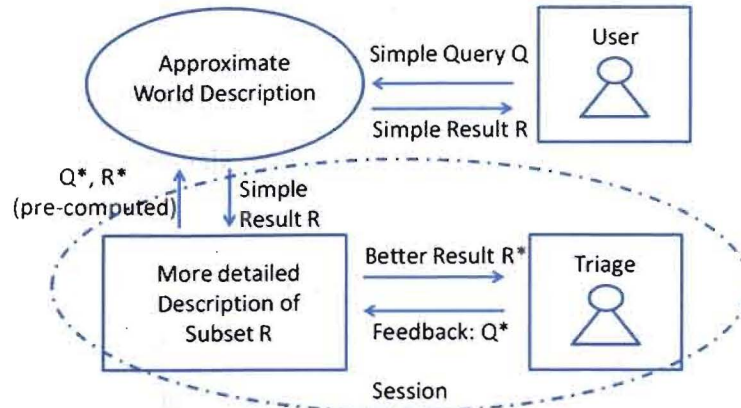 Approximate
World Description
Simple Query Q
Simple Result R
User
Q*, R*
(pre-computed)
Simple
Result R
More detailed
Description of
Subset R
Better Result R*
Feedback: Q*
Triage
Session